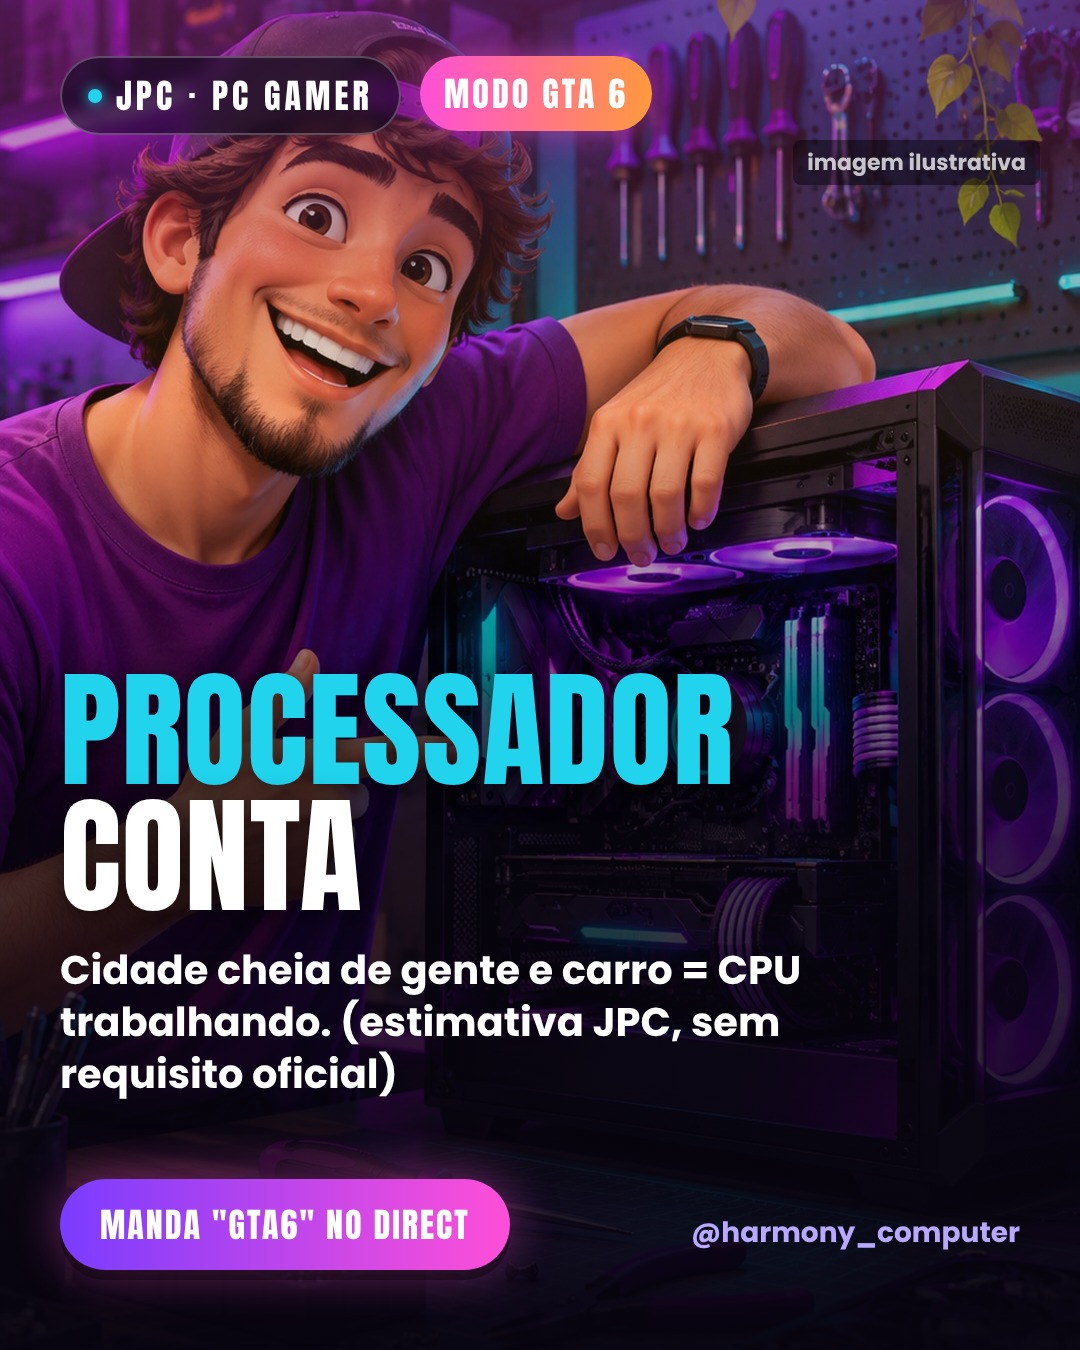 JPC · PC GAMER
MODO GTA 6
imagem ilustrativa
PROCESSADOR
CONTA
Cidade cheia de gente e carro = CPU
trabalhando. (estimativa JPC, sem
requisito oficial)
MANDA "GTA6" NO DIRECT
@harmony_computer